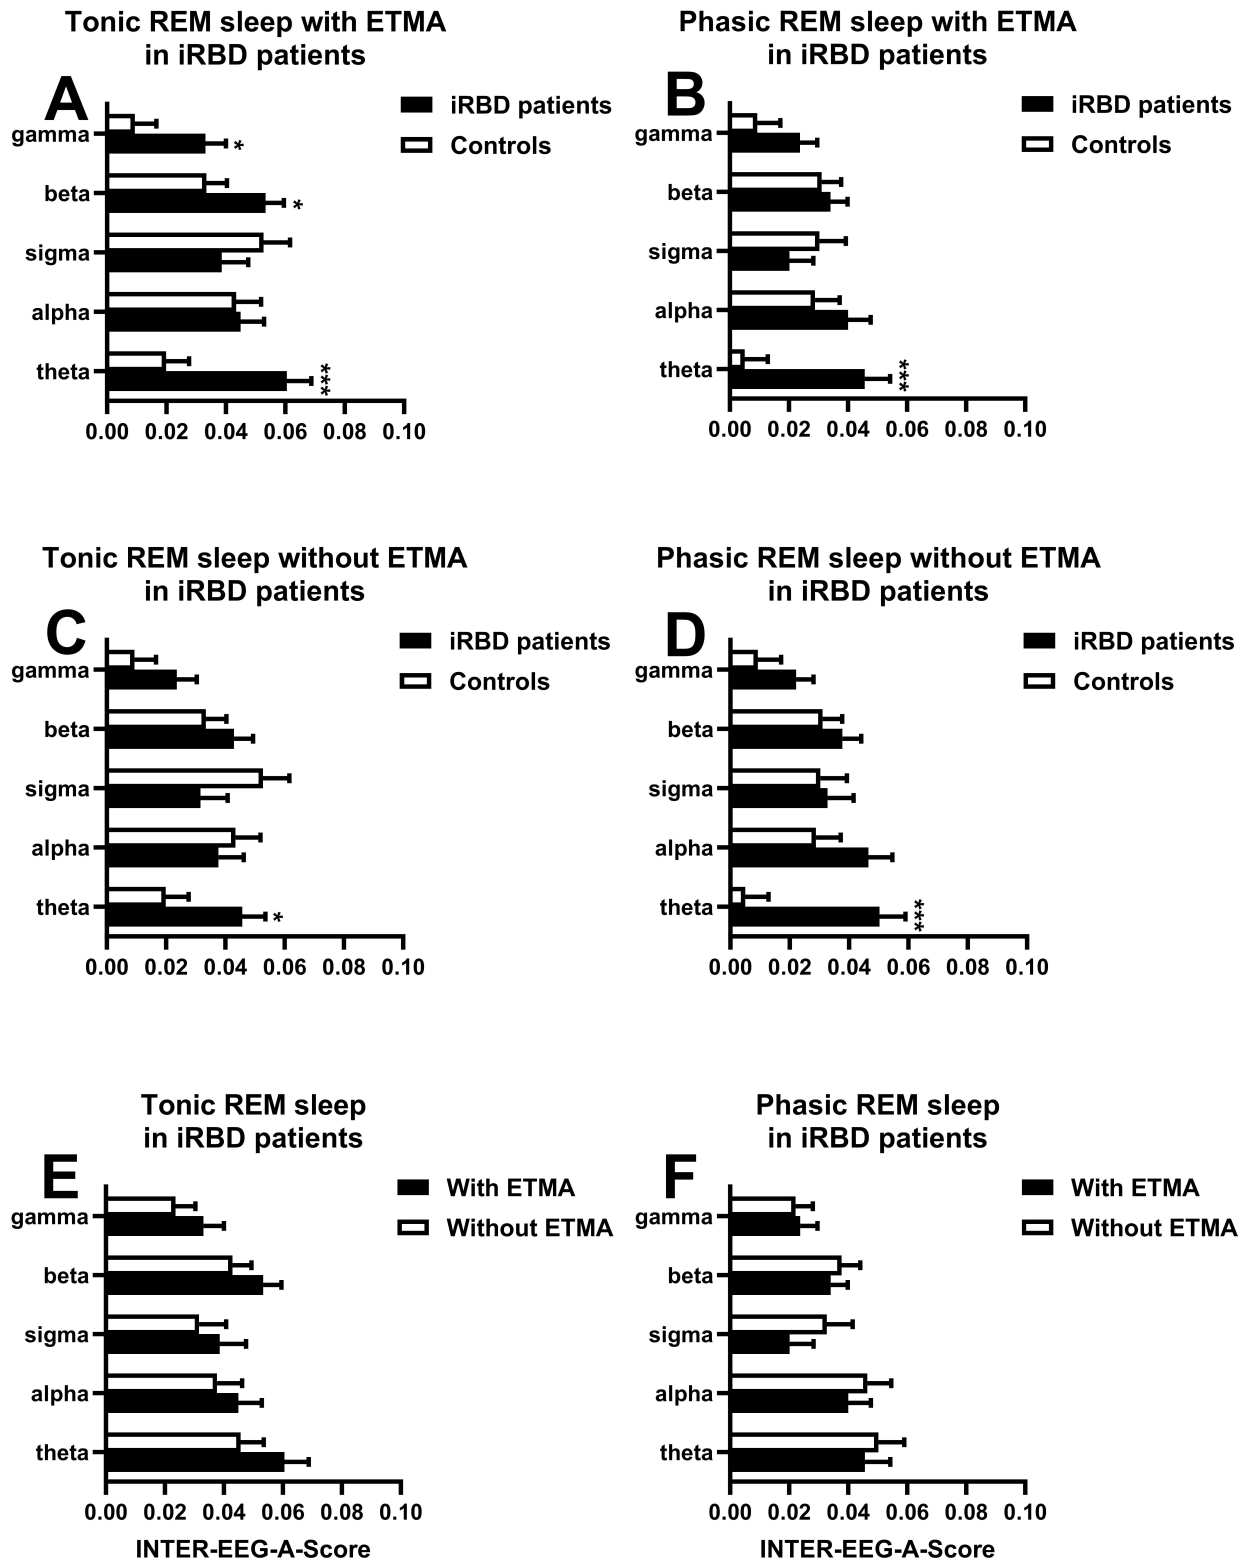 Tonic REM sleep with ETMA
in iRBD patients
A
iRBD patients
Controls
gamma
*
beta
*
sigma
alpha
theta
***
0.00 0.02 0.04 0.06 0.08 0.10
Phasic REM sleep with ETMA
in iRBD patients
B
iRBD patients
Controls
gamma
beta
sigma
alpha
theta
***
0.00 0.02 0.04 0.06 0.08 0.10
Tonic REM sleep without ETMA
in iRBD patients
C
iRBD patients
Controls
gamma
beta
sigma
alpha
theta
*
0.00 0.02 0.04 0.06 0.08 0.10
Phasic REM sleep without ETMA
in iRBD patients
D
iRBD patients
Controls
gamma
beta
sigma
alpha
theta
***
0.00 0.02 0.04 0.06 0.08 0.10
Tonic REM sleep
in iRBD patients
E
With ETMA
Without ETMA
gamma
beta
sigma
alpha
theta
0.00 0.02 0.04 0.06 0.08 0.10
INTER-EEG-A-Score
Phasic REM sleep
in iRBD patients
F
With ETMA
Without ETMA
gamma
beta
sigma
alpha
theta
0.00 0.02 0.04 0.06 0.08 0.10
INTER-EEG-A-Score